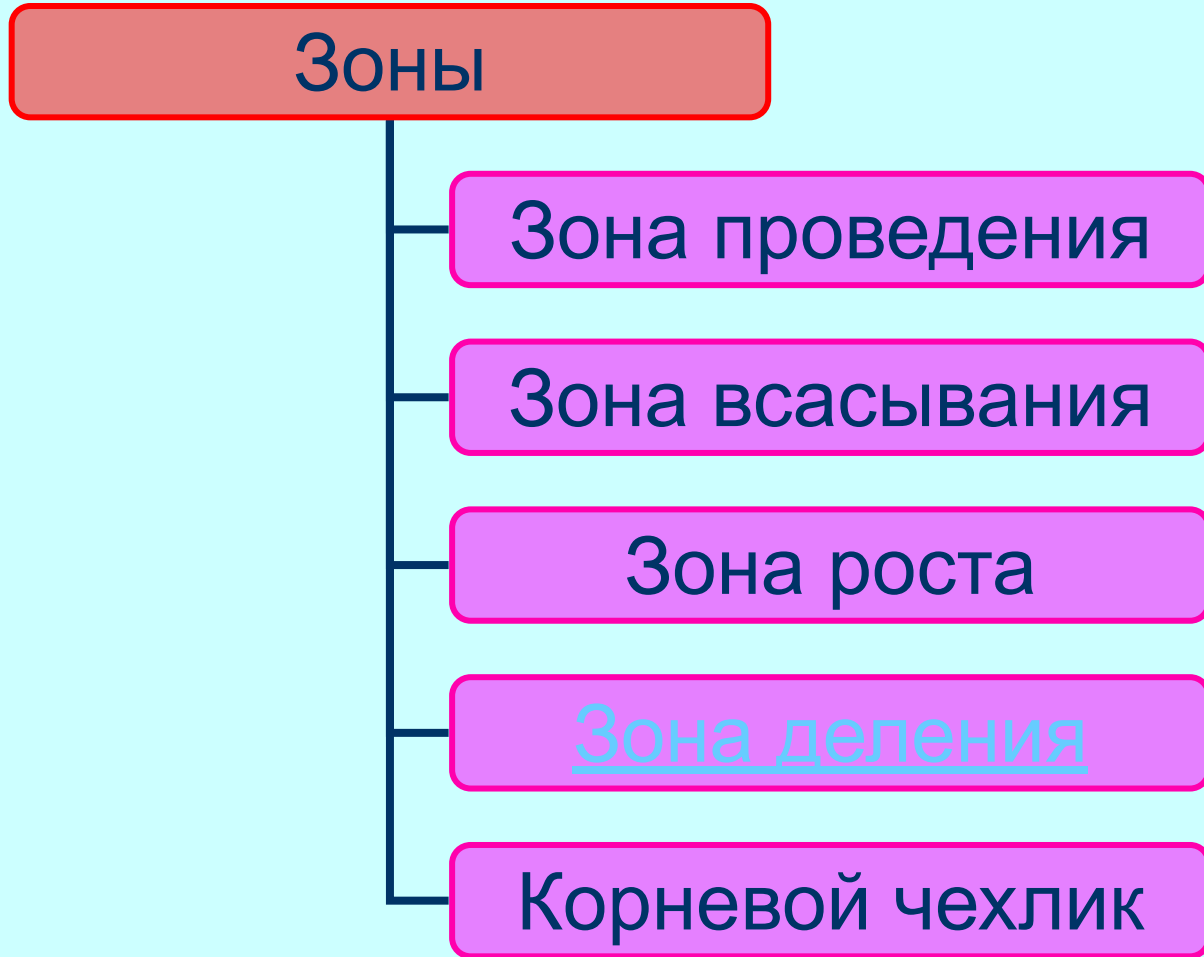 Зоны
Зона проведения
Зона всасывания
Зона роста
Зона деления
Корневой чехлик